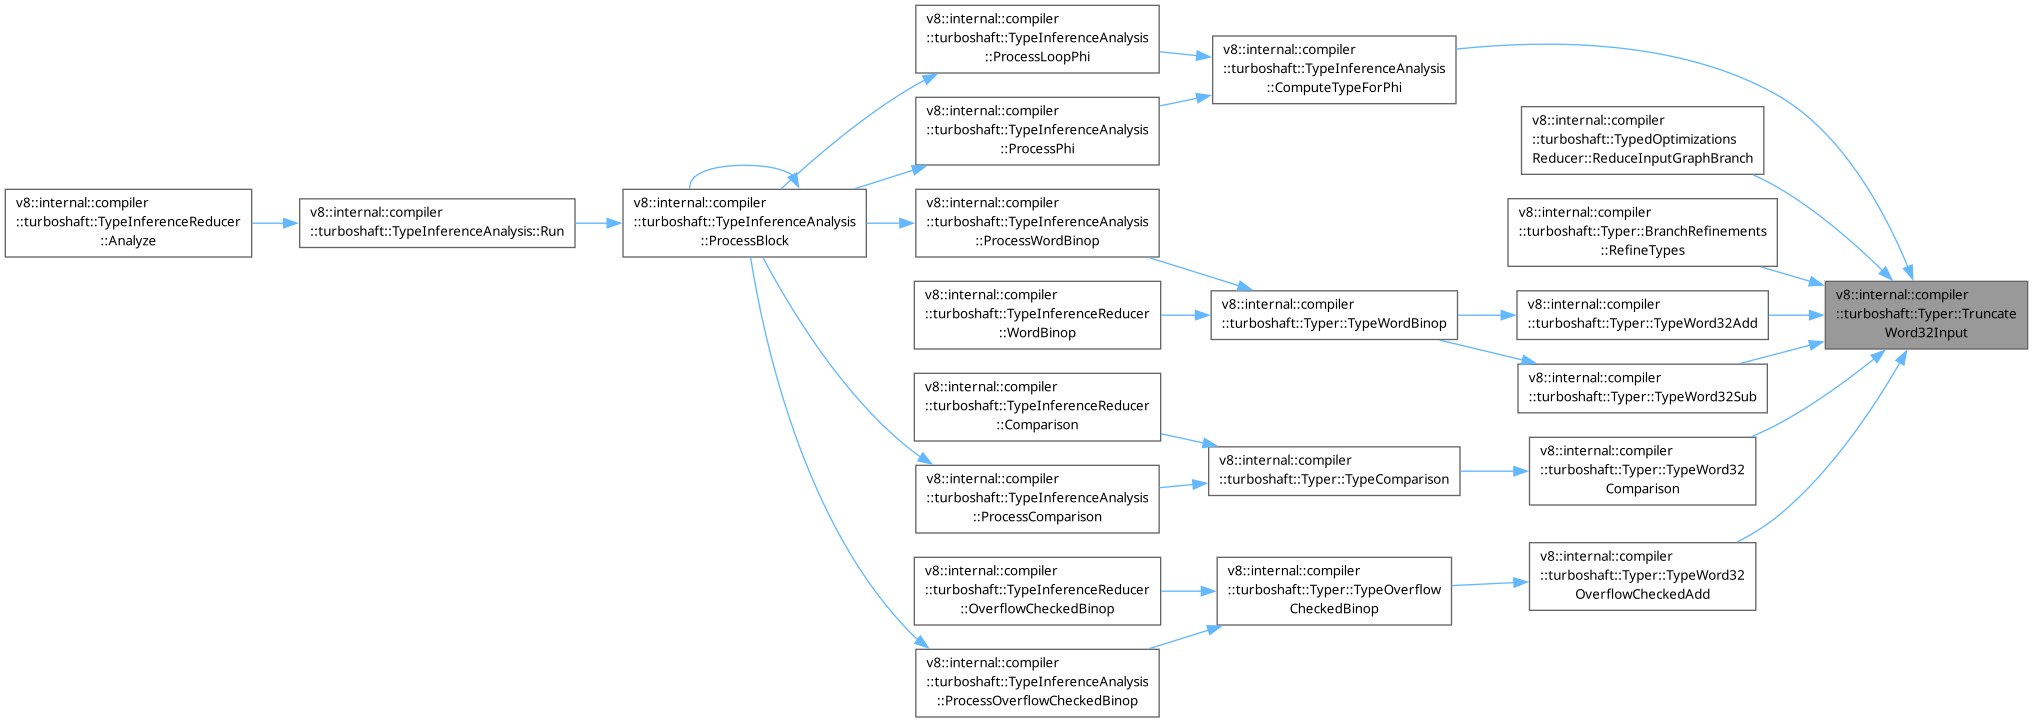 v8::internal::compiler
::turboshaft::TypeInferenceReducer
::Analyze
v8::internal::compiler
::turboshaft::TypeInferenceAnalysis::Run
v8::internal::compiler
::turboshaft::TypeInferenceAnalysis
::ProcessBlock
v8::internal::compiler
::turboshaft::TypeInferenceAnalysis
::ProcessLoopPhi
v8::internal::compiler
::turboshaft::TypeInferenceAnalysis
::ProcessPhi
v8::internal::compiler
::turboshaft::TypeInferenceAnalysis
::ProcessWordBinop
v8::internal::compiler
::turboshaft::TypeInferenceReducer
::WordBinop
v8::internal::compiler
::turboshaft::TypeInferenceReducer
::Comparison
v8::internal::compiler
::turboshaft::TypeInferenceAnalysis
::ProcessComparison
v8::internal::compiler
::turboshaft::TypeInferenceReducer
::OverflowCheckedBinop
v8::internal::compiler
::turboshaft::TypeInferenceAnalysis
::ProcessOverflowCheckedBinop
v8::internal::compiler
::turboshaft::TypeInferenceAnalysis
::ComputeTypeForPhi
v8::internal::compiler
::turboshaft::Typer::TypeWordBinop
v8::internal::compiler
::turboshaft::Typer::TypeComparison
v8::internal::compiler
::turboshaft::Typer::TypeOverflow
CheckedBinop
v8::internal::compiler
::turboshaft::TypedOptimizations
Reducer::ReduceInputGraphBranch
v8::internal::compiler
::turboshaft::Typer::BranchRefinements
::RefineTypes
v8::internal::compiler
::turboshaft::Typer::TypeWord32Add
v8::internal::compiler
::turboshaft::Typer::TypeWord32Sub
v8::internal::compiler
::turboshaft::Typer::TypeWord32
Comparison
v8::internal::compiler
::turboshaft::Typer::TypeWord32
OverflowCheckedAdd
v8::internal::compiler
::turboshaft::Typer::Truncate
Word32Input